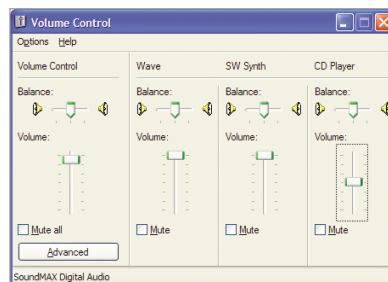 Volume Control
Options Help
Volume Control Wave SW Synth CD Player
Balance: Balance: Balance: Balance:
Volume: Volume: Volume: Volume:
Mute all Mute Mute Mute
Advanced
SoundMAX Digital Audio